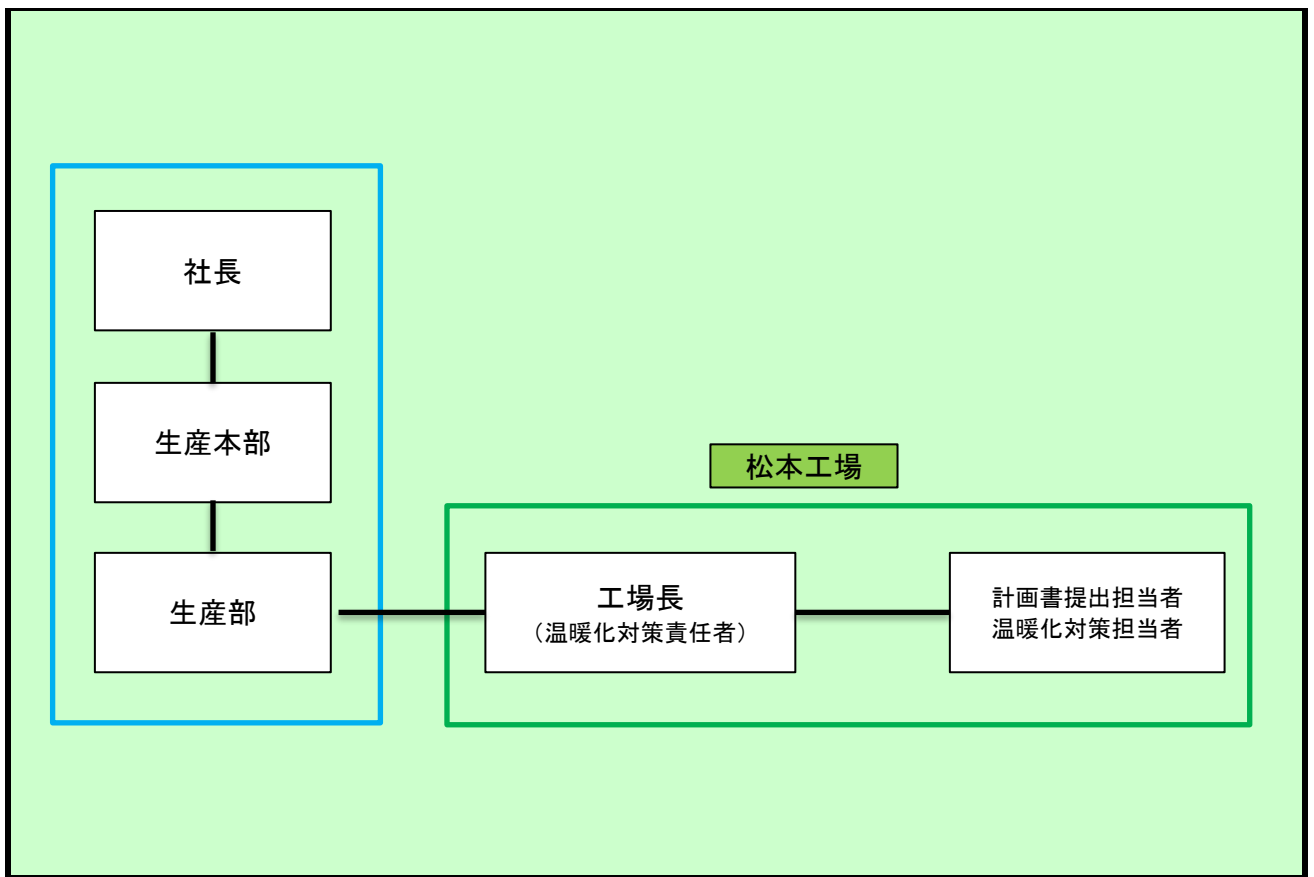 社長
生産本部
生産部
松本工場
工場長
（温暖化対策責任者）
計画書提出担当者
温暖化対策担当者